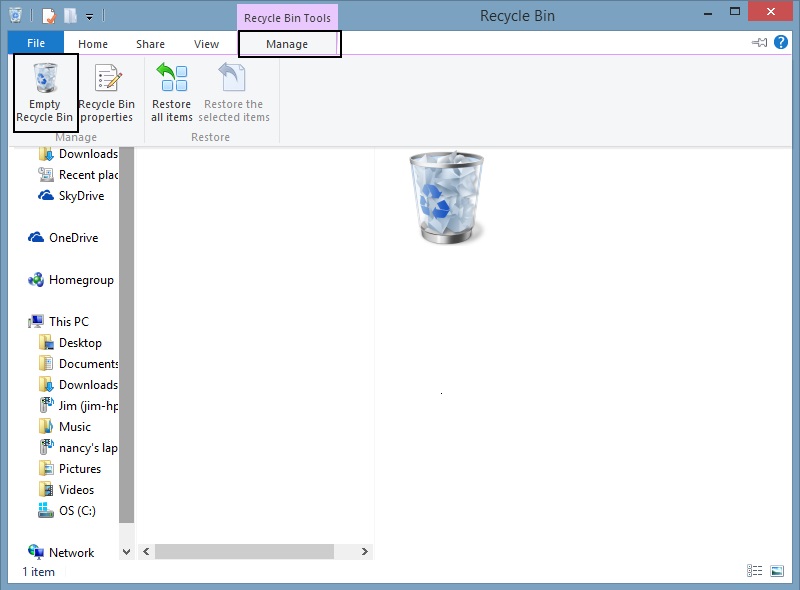 Recycle Bin Tools
Recycle Bin
File
Home
Share
View
Manage
Empty
Recycle Bin
Recycle Bin
properties
Restore
all items
Restore the
selected items
Manage
Restore
Downloads
Recent plac
SkyDrive
OneDrive
Homegroup
This PC
Desktop
Documents
Downloads
Jim (jim-hp
Music
nancy's lap
Pictures
Videos
OS (C:)
Network
1 item